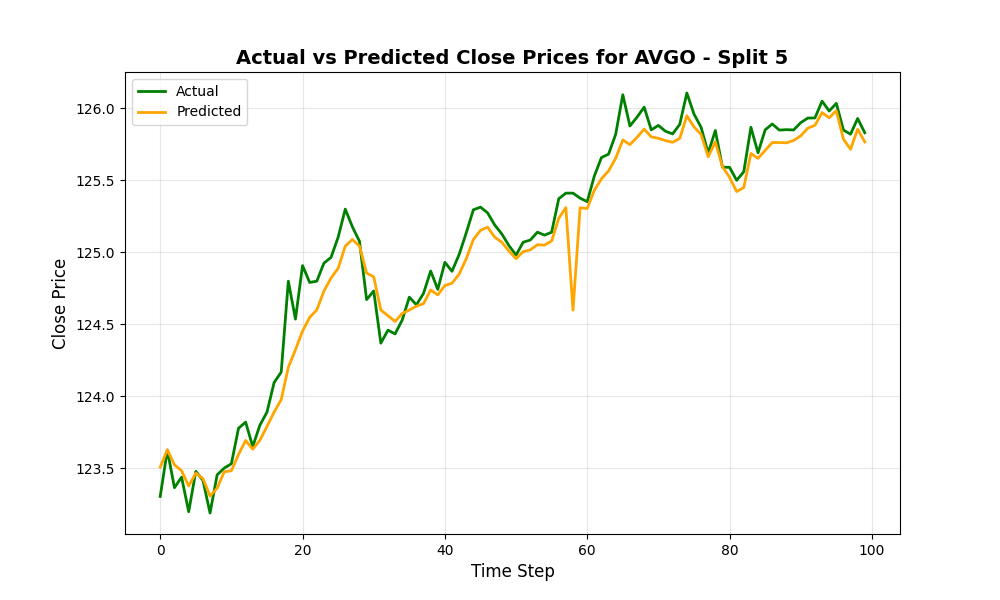 Actual vs Predicted Close Prices for AVGO - Split 5
Actual
Predicted
Close Price
126.0
125.5
125.0
124.5
124.0
123.5
0 20 40 60 80 100
Time Step